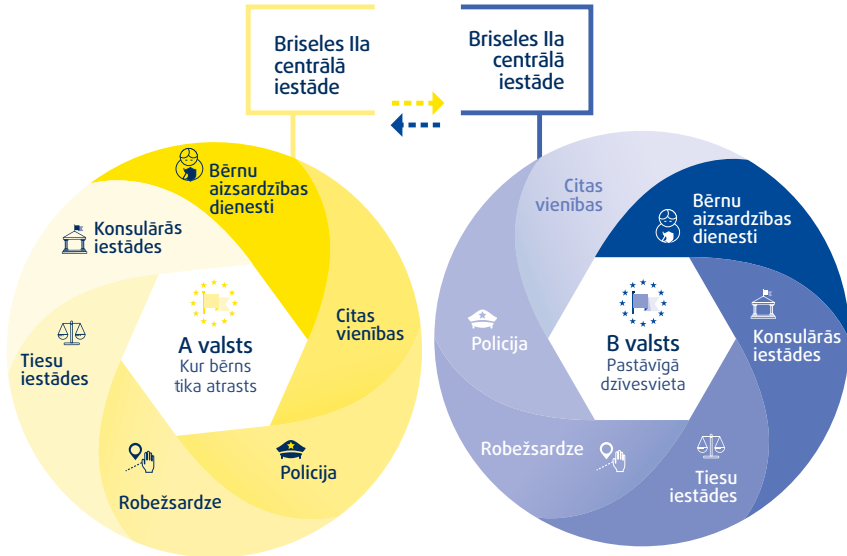 Briseles IIa
centrālā
iestāde
Briseles IIa
centrālā
iestāde
Bērnu
aizsardzības
dienesti
Konsulārās
iestādes
Citas
vienības
Tiesu
iestādes
A valsts
Kur bērns
tika atrasts
Policija
Robežsardze
Citas
vienības
Bērnu
aizsardzības
dienesti
Policija
Konsulārās
iestādes
B valsts
Pastāvīgā
dzīvesvieta
Robežsardze
Tiesu
iestādes